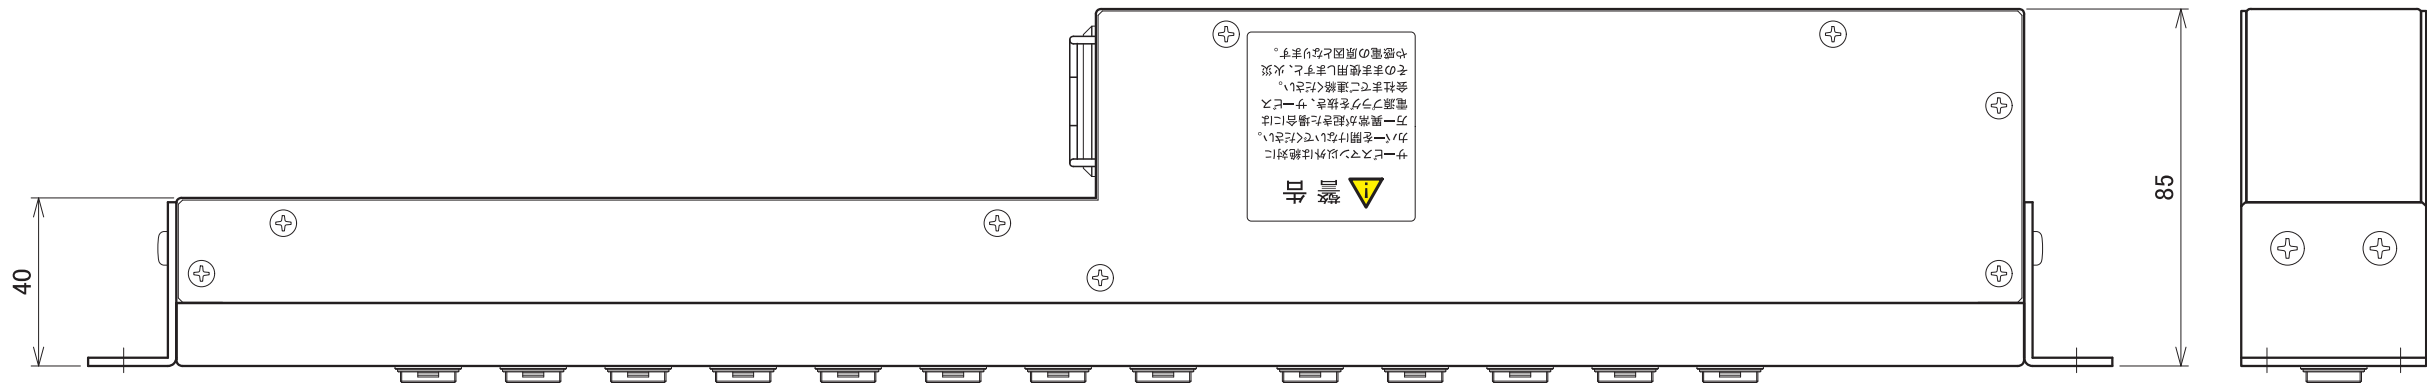 警告
サービスマン以外は絶対に
カバーを開けないでください。
万一異常が起きた場合には
電源プラグを抜き、サービス
会社までご連絡ください。
そのまま使用しますと、火災
や感電の原因となります。
40
85